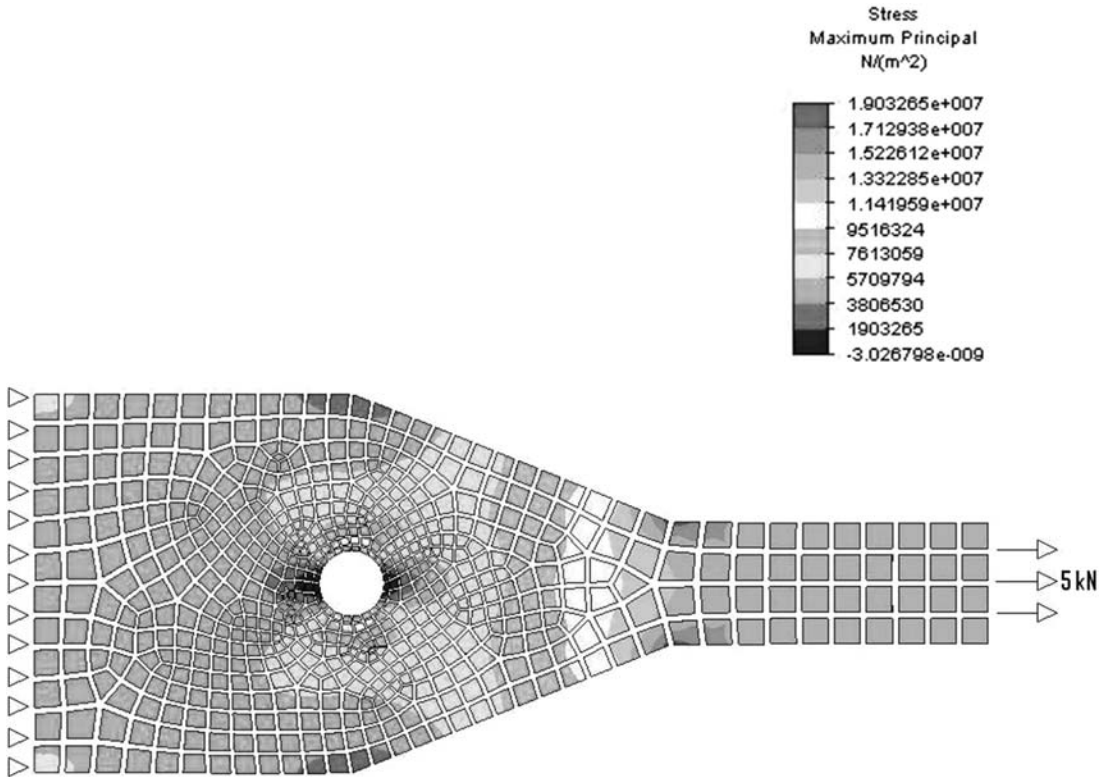 Stress
Maximum Principal
N/(m^2)
1.903265e+007
1.712938e+007
1.522612e+007
1.332285e+007
1.141959e+007
9516324
7613059
5709794
3806530
1903265
-3.026798e-009
5 kN